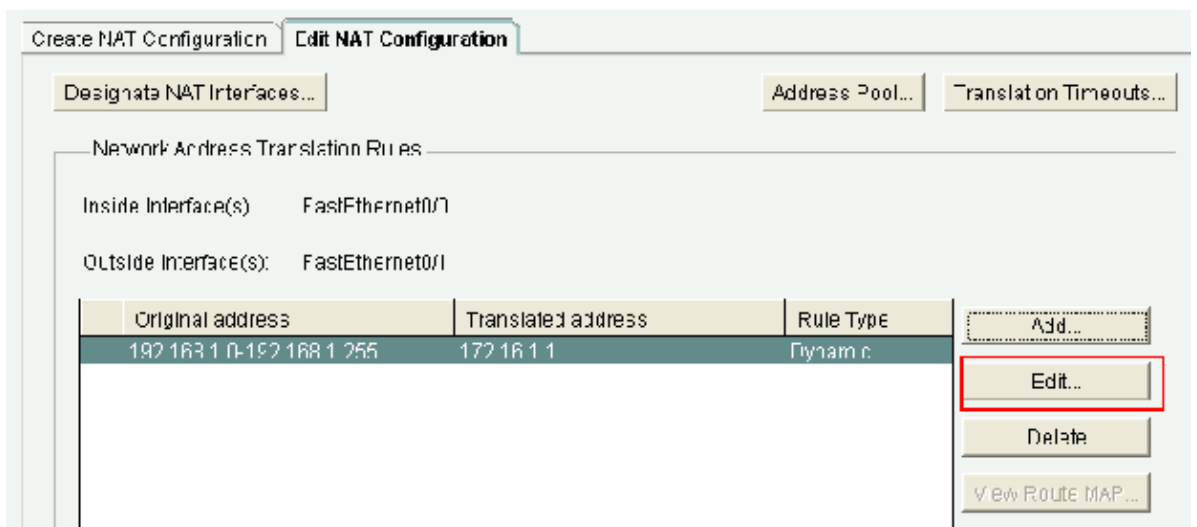 Create NAT Configuration Edit NAT Configuration
Designate NAT Interfaces... Address Pool... Translation Timeouts...
Network Address Translation Rules
Inside Interface(s) FastEthernet0/0
Outside Interface(s): FastEthernet0/1
Original address Translated address Rule Type
192.168.1.0-192.168.1.255 172.16.1.1 Dynamic
Add...
Edit...
Delete
View Route MAP...